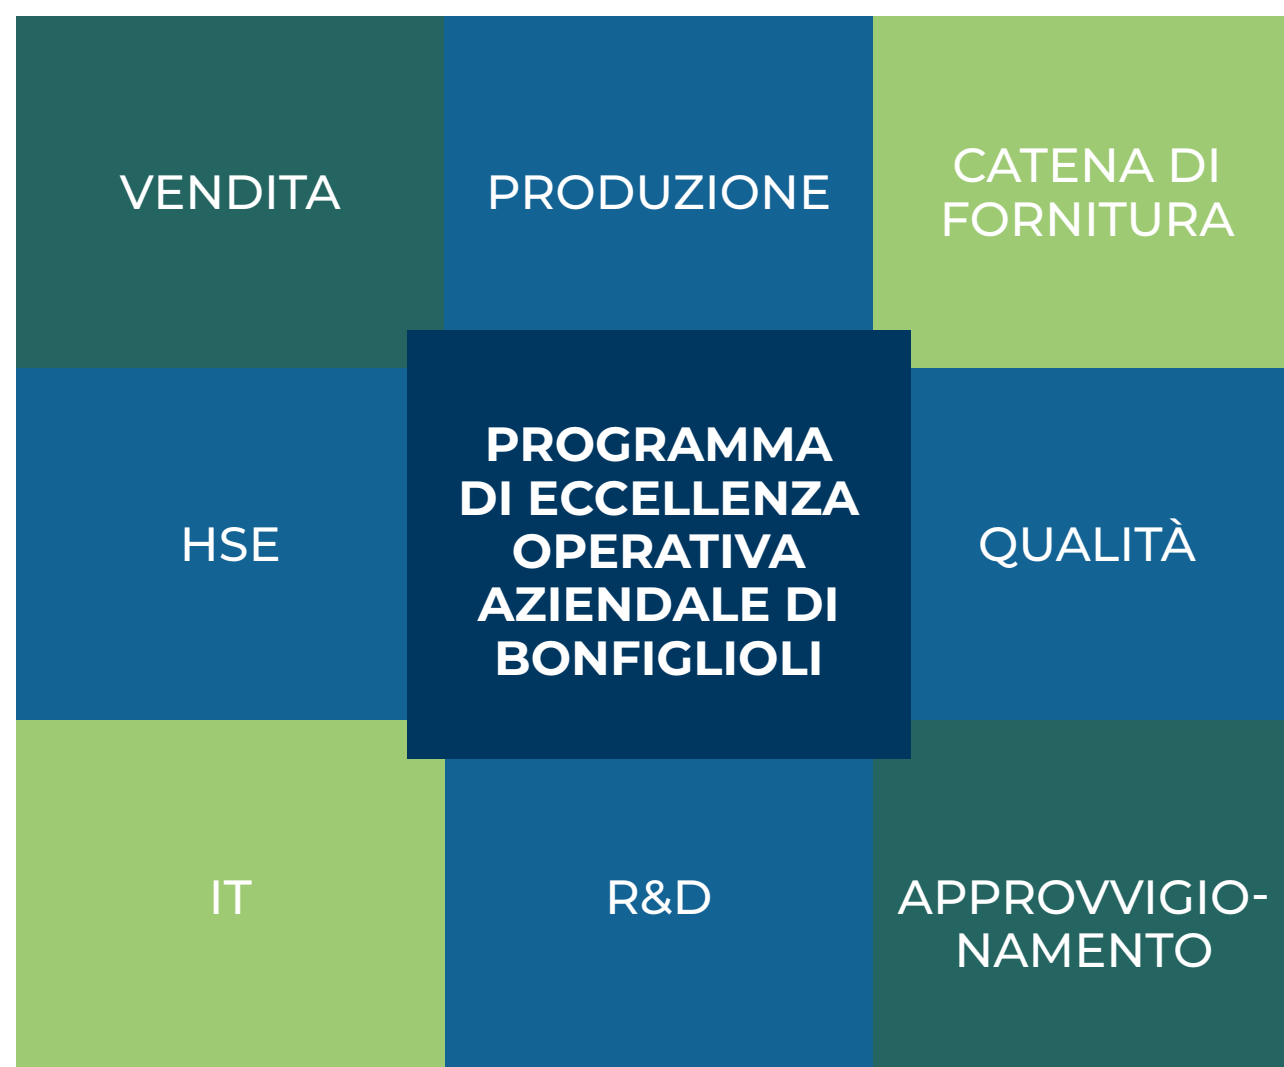 VENDITA
PRODUZIONE
CATENA DI
FORNITURA
HSE
PROGRAMMA
DI ECCELLENZA
OPERATIVA
AZIENDALE DI
BONFIGLIOLI
QUALITÀ
IT
R&D
APPROVVIGIO-
NAMENTO